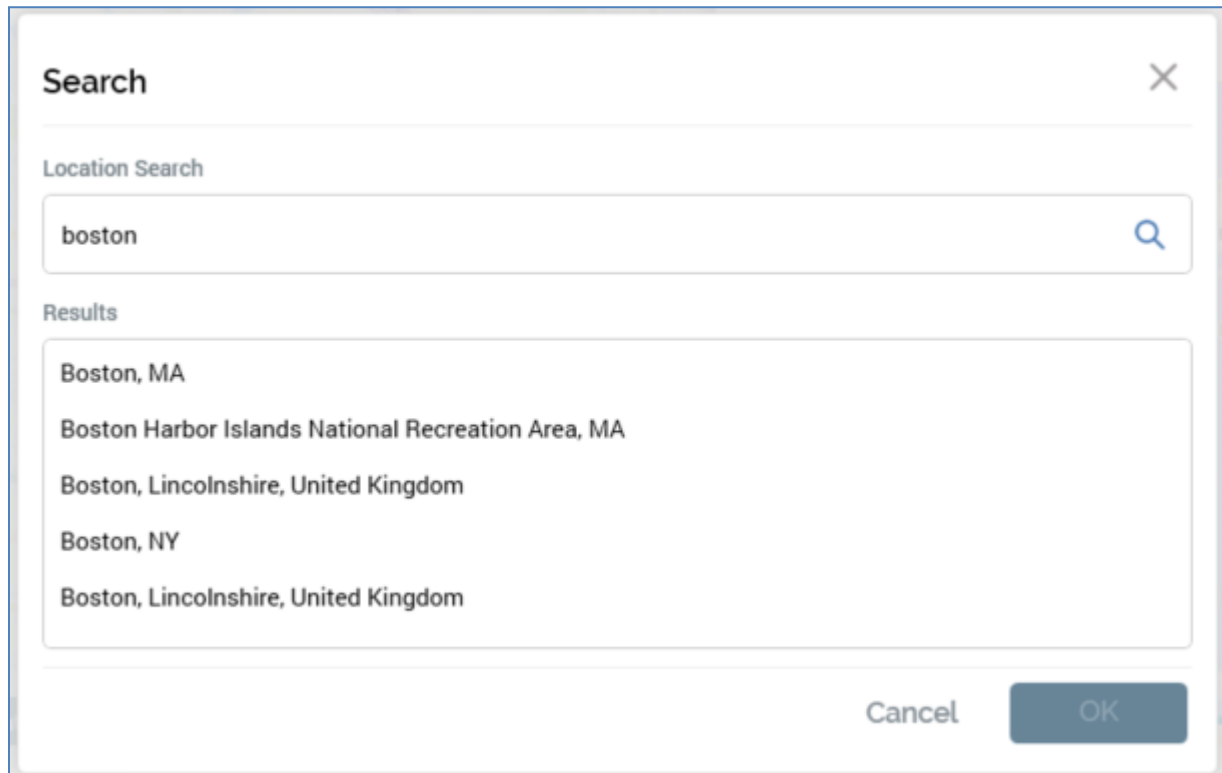 Search
Location Search
boston
Results
Boston, MA
Boston Harbor Islands National Recreation Area, MA
Boston, Lincolnshire, United Kingdom
Boston, NY
Boston, Lincolnshire, United Kingdom
Cancel OK